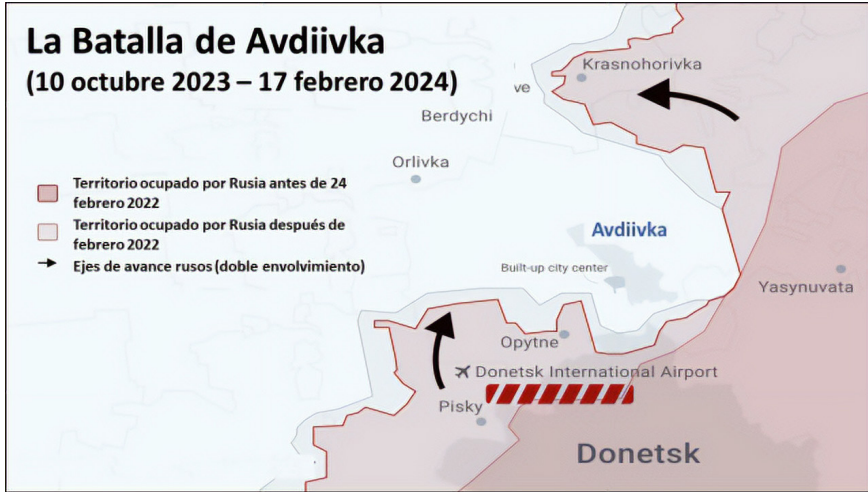 La Batalla de Avdiivka
(10 octubre 2023 – 17 febrero 2024)
Krasnohorivka
ve
Berdychi
Orlivka
Territorio ocupado por Rusia antes de 24
febrero 2022
Territorio ocupado por Rusia después de
febrero 2022
Ejes de avance rusos (doble envolvimiento)
Avdiivka
Built-up city center
Yasynuvata
Opytne
Donetsk International Airport
Pisky
Donetsk